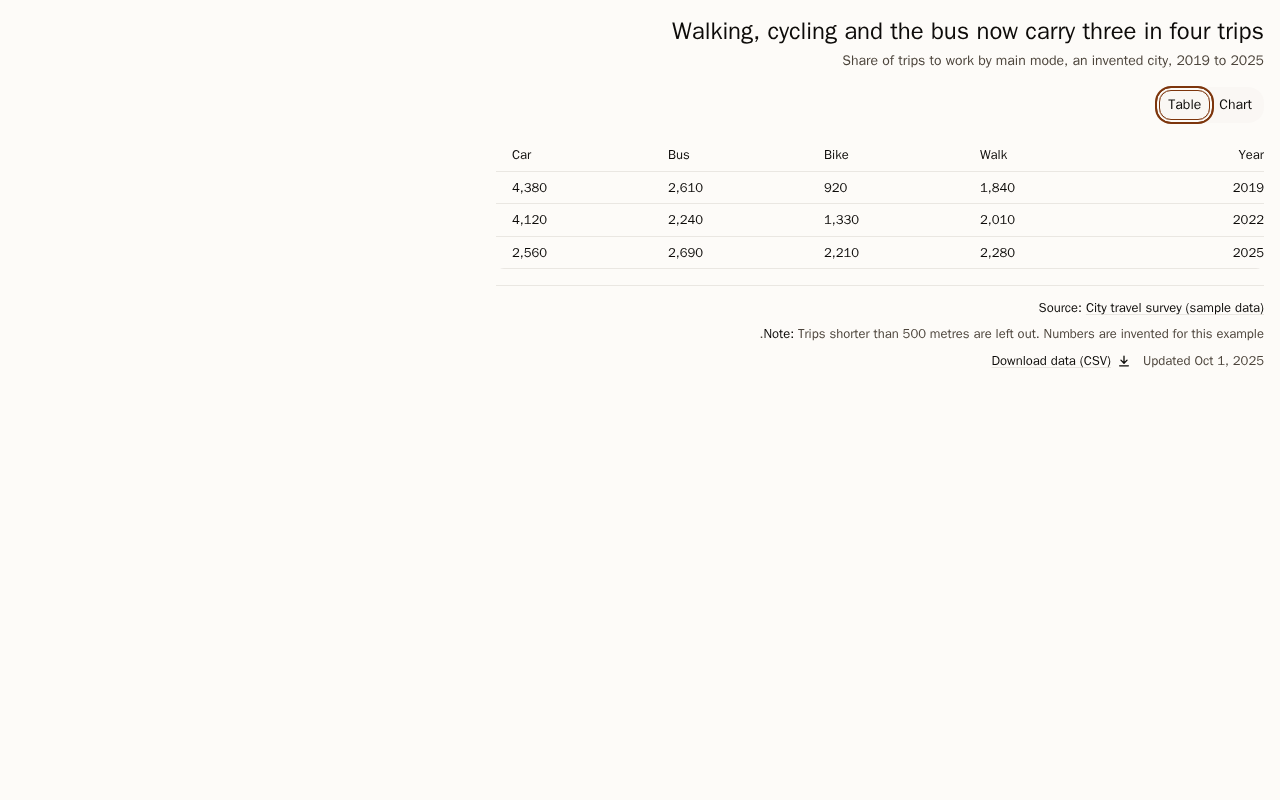 Walking, cycling and the bus now carry three in four trips
Share of trips to work by main mode, an invented city, 2019 to 2025
Table Chart
Car Bus Bike Walk Year
4,380 2,610 920 1,840 2019
4,120 2,240 1,330 2,010 2022
2,560 2,690 2,210 2,280 2025
Source: City travel survey (sample data)
.Note: Trips shorter than 500 metres are left out. Numbers are invented for this example
Download data (CSV) Updated Oct 1, 2025